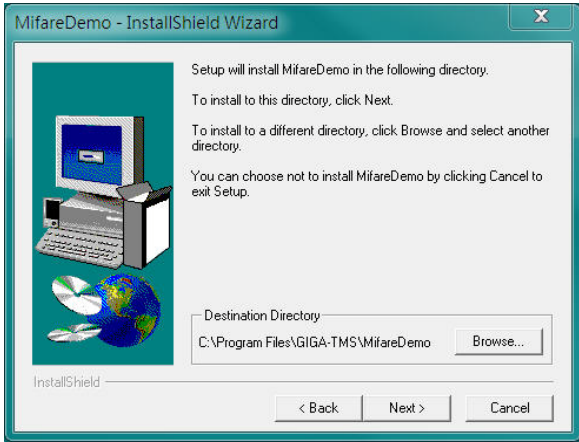 MifareDemo - InstallShield Wizard
Setup will install MifareDemo in the following directory.
To install to this directory, click Next.
To install to a different directory, click Browse and select another
directory.
You can choose not to install MifareDemo by clicking Cancel to
exit Setup.
Destination Directory
C:\Program Files\GIGA-TMS\MifareDemo
Browse...
InstallShield
< Back
Next >
Cancel